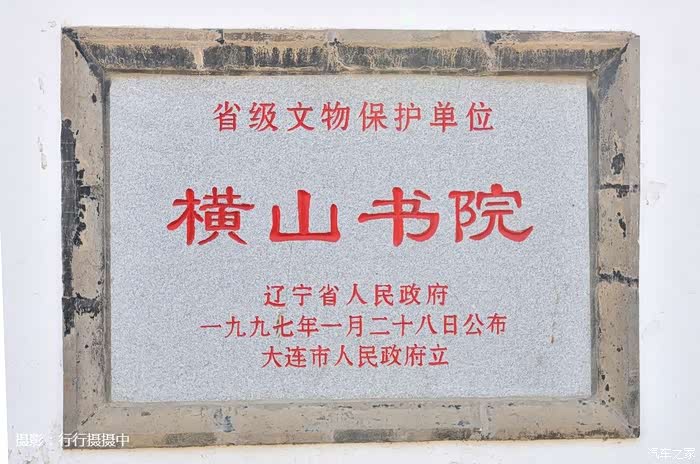 省级文物保护单位
横山书院
辽宁省人民政府
一九九七年一月二十八日公布
大连市人民政府立
摄影：行行摄摄中
汽车之家